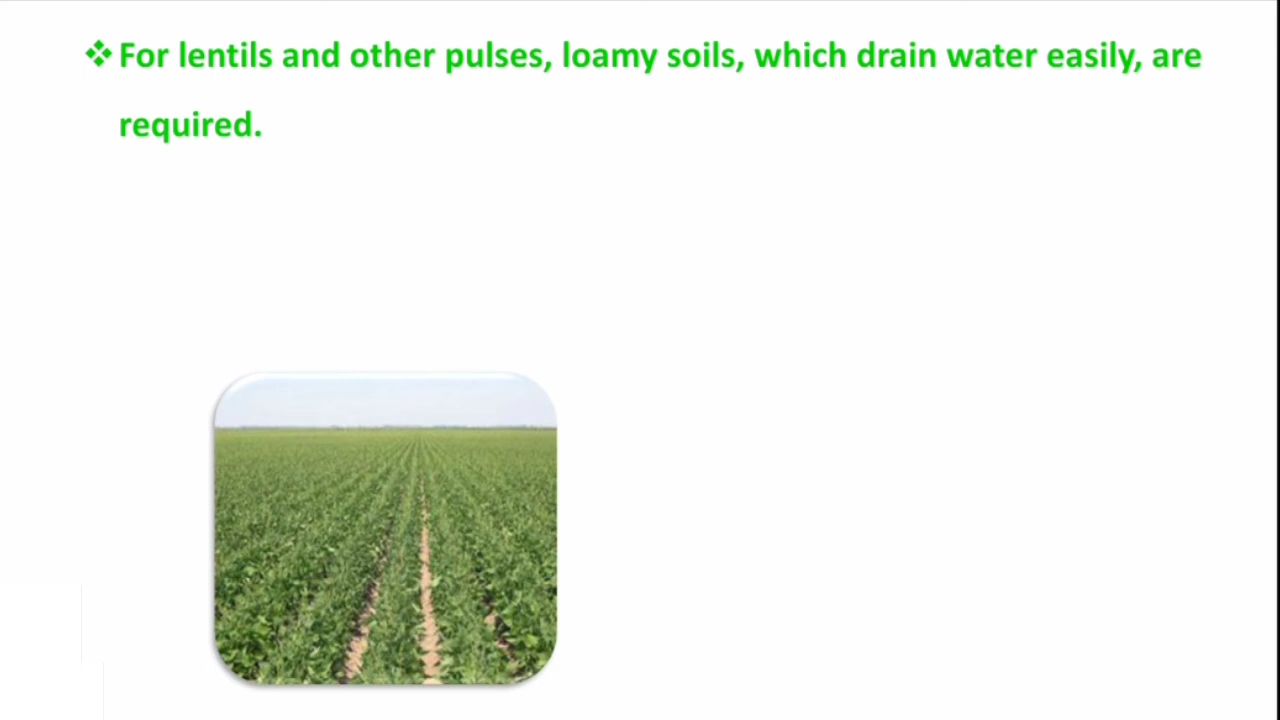 ❖ For lentils and other pulses, loamy soils, which drain water easily, are
required.